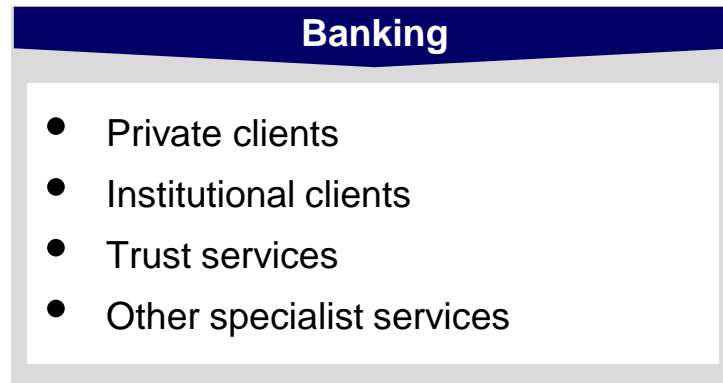 Banking
• Private clients
• Institutional clients
• Trust services
• Other specialist services